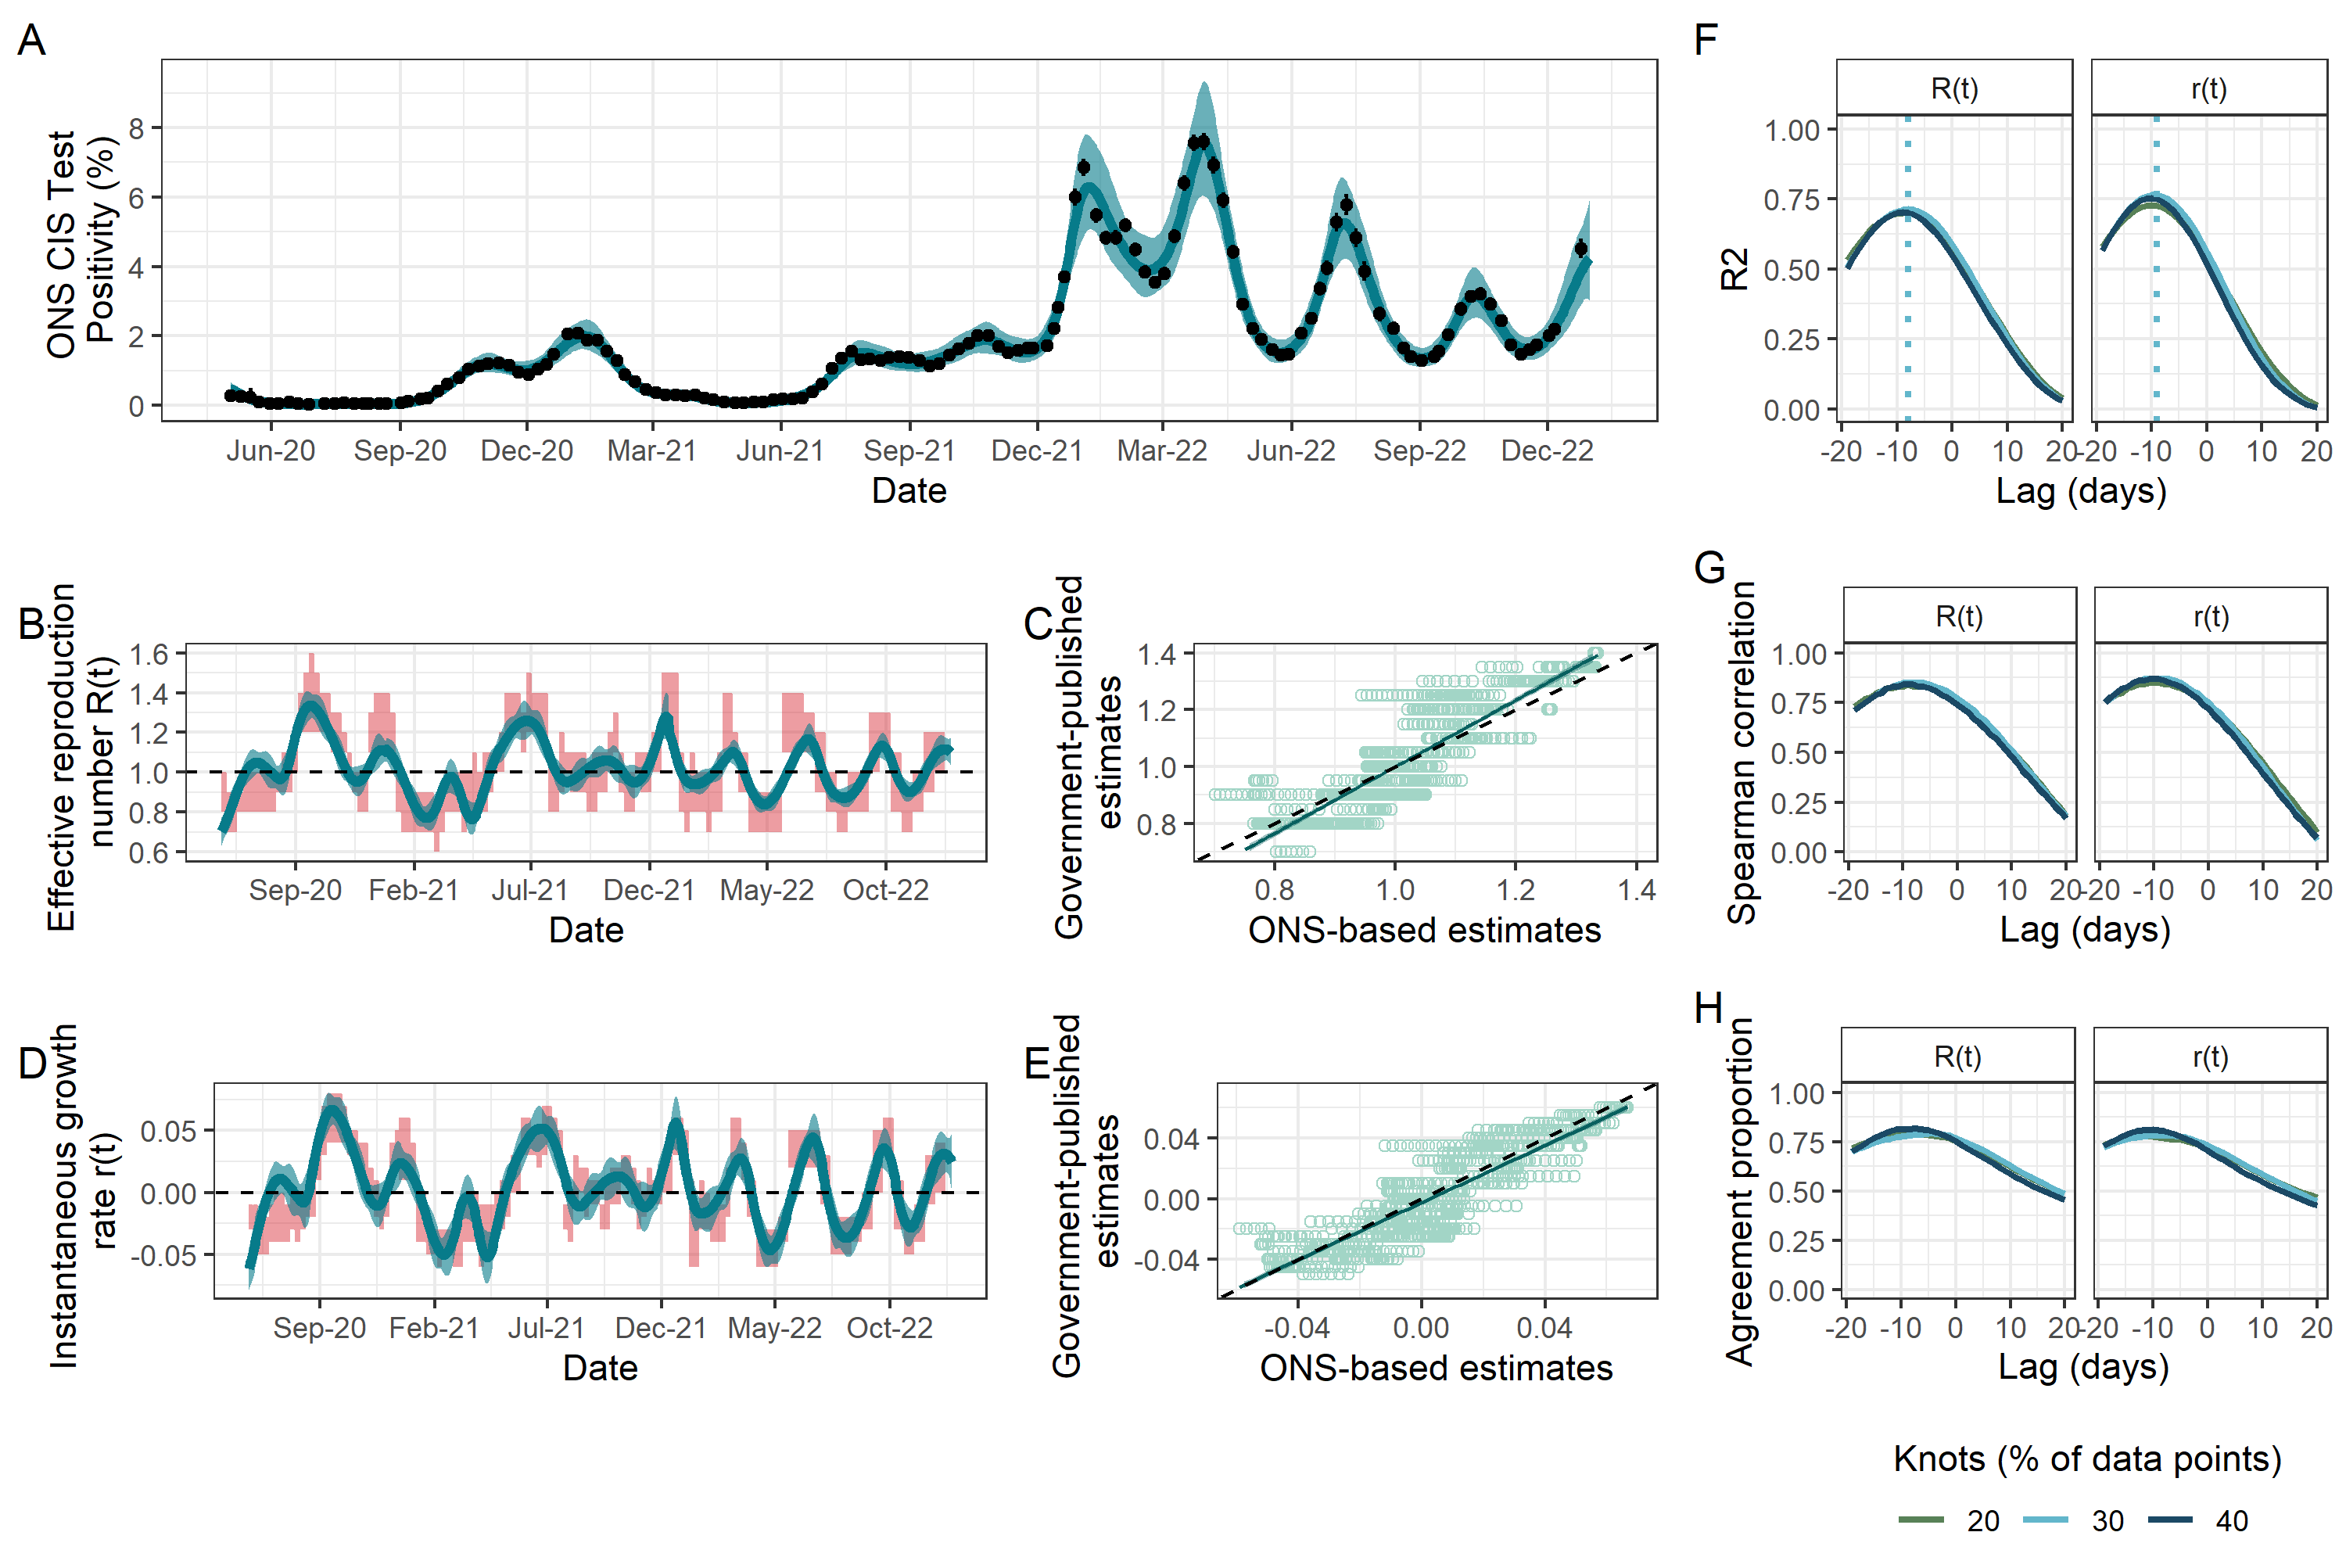 A
ONS CIS Test
Positivity (%)
8
6
4
2
0
Jun-20 Sep-20 Dec-20 Mar-21 Jun-21 Sep-21 Dec-21 Mar-22 Jun-22 Sep-22 Dec-22
Date
B
Effective reproduction
number R(t)
1.6
1.4
1.2
1.0
0.8
0.6
Sep-20 Feb-21 Jul-21 Dec-21 May-22 Oct-22
Date
C
Government-published
estimates
1.4
1.2
1.0
0.8
0.8 1.0 1.2 1.4
ONS-based estimates
D
Instantaneous growth
rate r(t)
0.05
0.00
-0.05
Sep-20 Feb-21 Jul-21 Dec-21 May-22 Oct-22
Date
E
Government-published
estimates
0.04
0.00
-0.04
-0.04 0.00 0.04
ONS-based estimates
F
R(t) r(t)
R2
1.00
0.75
0.50
0.25
0.00
-20 -10 0 10 20 -20 -10 0 10 20
Lag (days)
G
R(t) r(t)
Spearman correlation
1.00
0.75
0.50
0.25
0.00
-20 -10 0 10 20 -20 -10 0 10 20
Lag (days)
H
R(t) r(t)
Agreement proportion
1.00
0.75
0.50
0.25
0.00
-20 -10 0 10 20 -20 -10 0 10 20
Lag (days)
Knots (% of data points)
20 30 40